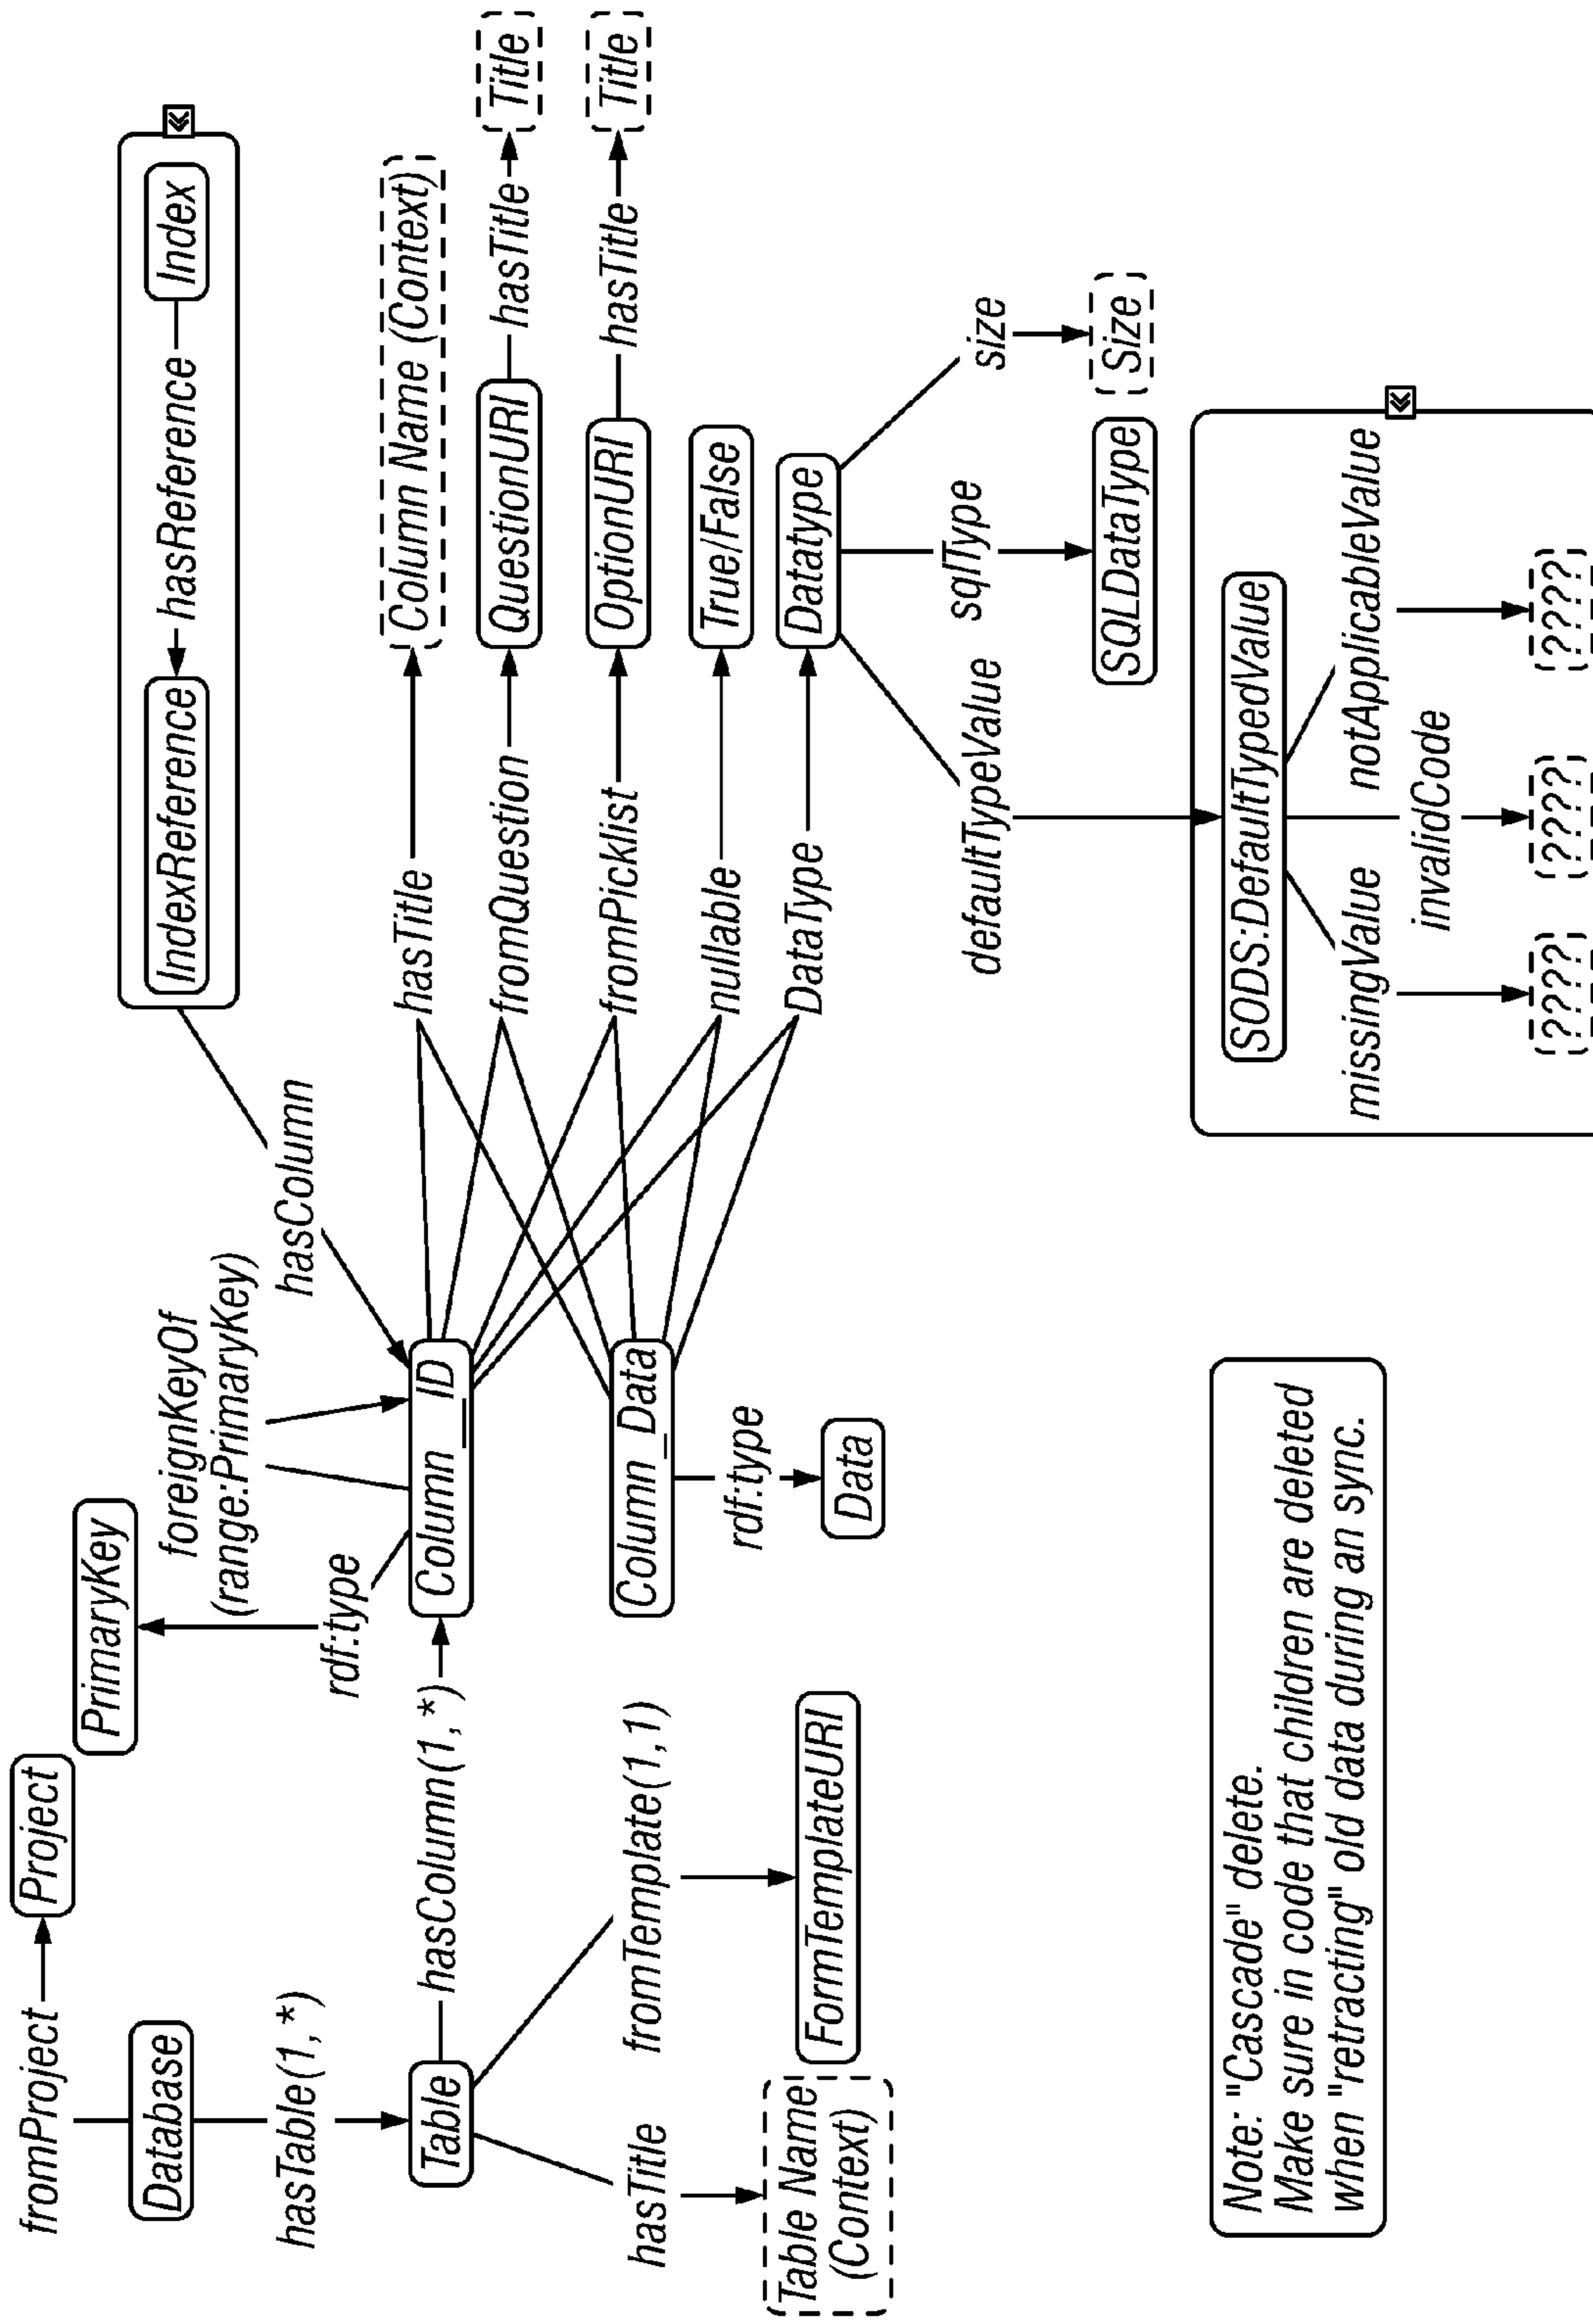 fromProject
Project
Database
hasTable(1,*)
Table
hasColumn(1,*)
hasTitle
Table Name
(Context)
fromTemplate(1,1)
FormTemplateURI
PrimaryKey
rdf:type
foreignKeyOf
(range:PrimaryKey)
hasColumn
Column_ID
Column_Data
rdf:type
Data
IndexReference
hasReference
Index
hasTitle
Column Name (Context)
fromQuestion
QuestionURI
hasTitle
Title
fromPicklist
OptionURI
hasTitle
Title
nullable
True/False
DataType
Datatype
defaultTypeValue
sqlType
size
SQLDataType
Size
SODS:DefaultTypedValue
missingValue
invalidCode
notApplicableValue
????
????
????
Note: "Cascade" delete.
Make sure in code that children are deleted
when "retracting" old data during an sync.